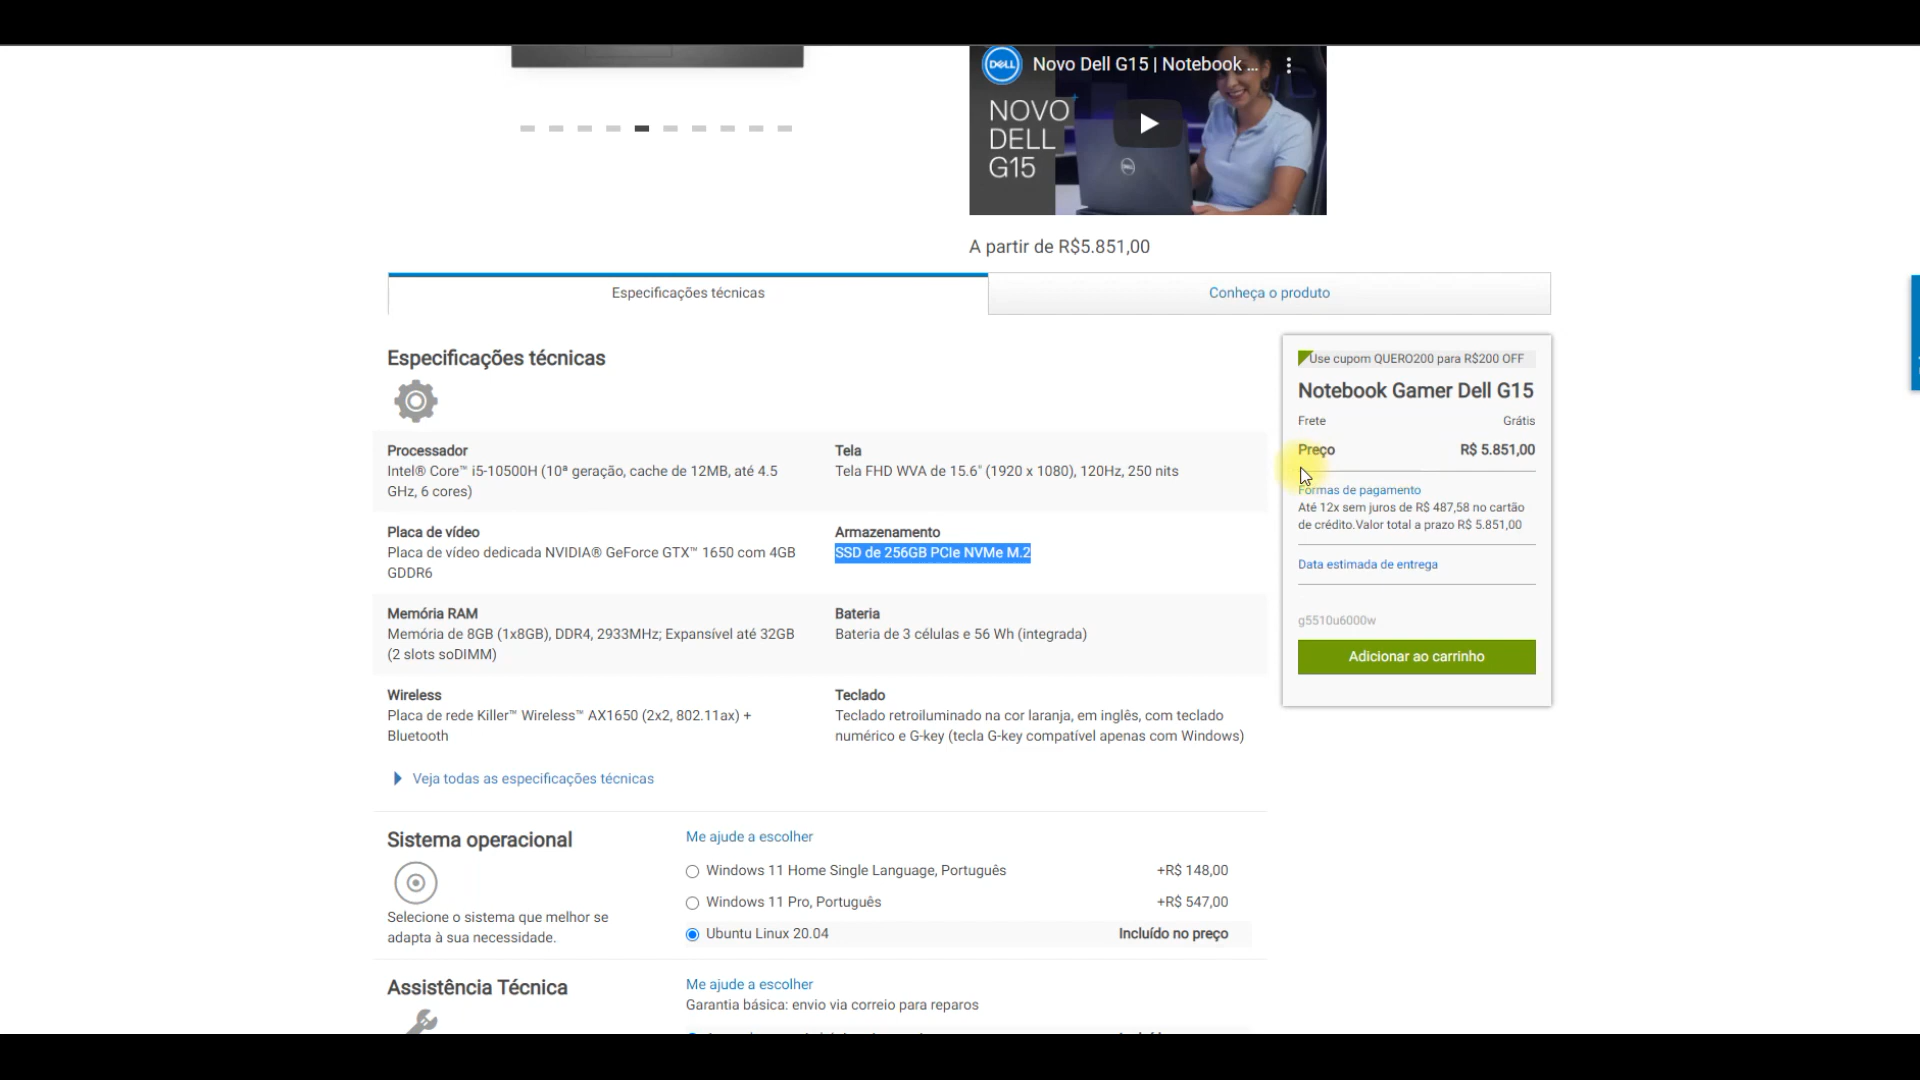 DELL
Novo Dell G15 | Notebook ...
NOVO
DELL
G15
A partir de R$5.851,00
Especificações técnicas
Conheça o produto
Especificações técnicas
Processador
Intel® Core™ i5-10500H (10ª geração, cache de 12MB, até 4.5
GHz, 6 cores)
Tela
Tela FHD WVA de 15.6" (1920 x 1080), 120Hz, 250 nits
Placa de vídeo
Placa de vídeo dedicada NVIDIA® GeForce GTX™ 1650 com 4GB
GDDR6
Armazenamento
SSD de 256GB PCIe NVMe M.2
Memória RAM
Memória de 8GB (1x8GB), DDR4, 2933MHz; Expansível até 32GB
(2 slots soDIMM)
Bateria
Bateria de 3 células e 56 Wh (integrada)
Wireless
Placa de rede Killer™ Wireless™ AX1650 (2x2, 802.11ax) +
Bluetooth
Teclado
Teclado retroiluminado na cor laranja, em inglês, com teclado
numérico e G-key (tecla G-key compatível apenas com Windows)
Veja todas as especificações técnicas
Use cupom QUERO200 para R$200 OFF
Notebook Gamer Dell G15
Frete Grátis
Preço R$ 5.851,00
Formas de pagamento
Até 12x sem juros de R$ 487,58 no cartão
de crédito.Valor total a prazo R$ 5.851,00
Data estimada de entrega
g5510u6000w
Adicionar ao carrinho
Sistema operacional
Selecione o sistema que melhor se
adapta à sua necessidade.
Me ajude a escolher
Windows 11 Home Single Language, Português +R$ 148,00
Windows 11 Pro, Português +R$ 547,00
Ubuntu Linux 20.04 Incluído no preço
Assistência Técnica
Me ajude a escolher
Garantia básica: envio via correio para reparos